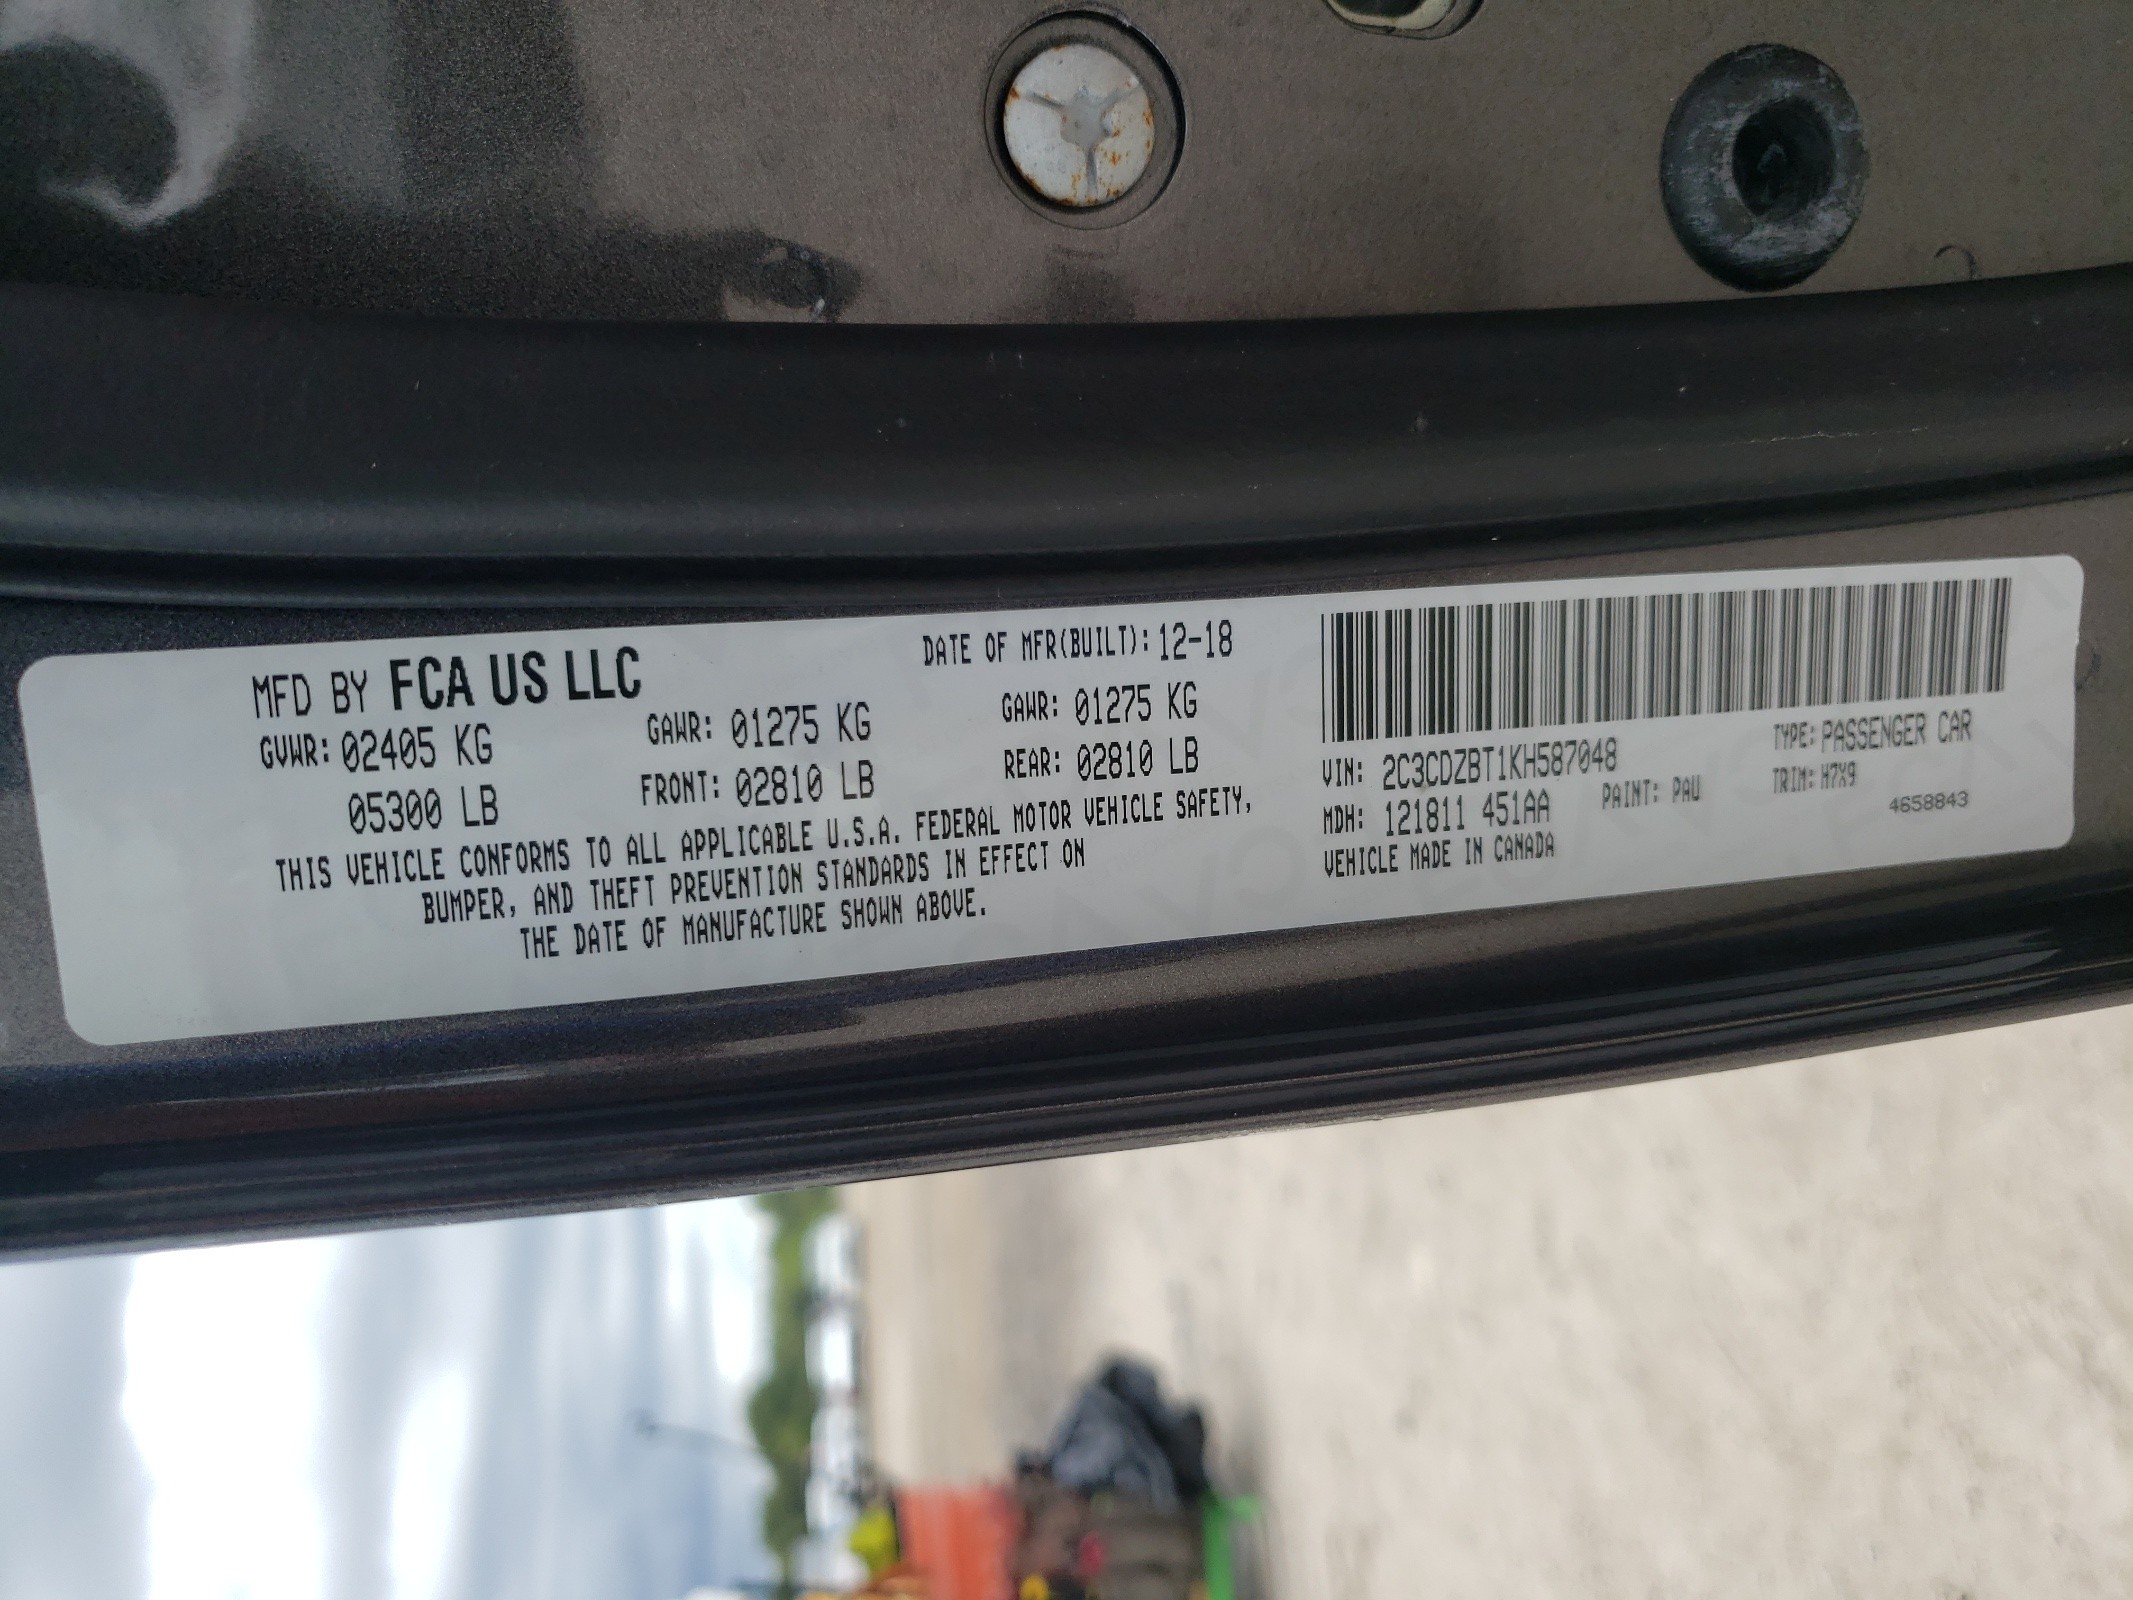 MFD BY FCA US LLC
DATE OF MFR(BUILT): 12-18
GVWR: 02405 KG
05300 LB
GAWR: 01275 KG
FRONT: 02810 LB
GAWR: 01275 KG
REAR: 02810 LB
THIS VEHICLE CONFORMS TO ALL APPLICABLE U.S.A. FEDERAL MOTOR VEHICLE SAFETY,
BUMPER, AND THEFT PREVENTION STANDARDS IN EFFECT ON
THE DATE OF MANUFACTURE SHOWN ABOVE.
VIN: 2C3CDZBT1KH587048
TYPE: PASSENGER CAR
MDH: 121811 451AA
PAINT: PAU
TRIM: H7X9
VEHICLE MADE IN CANADA
4658843